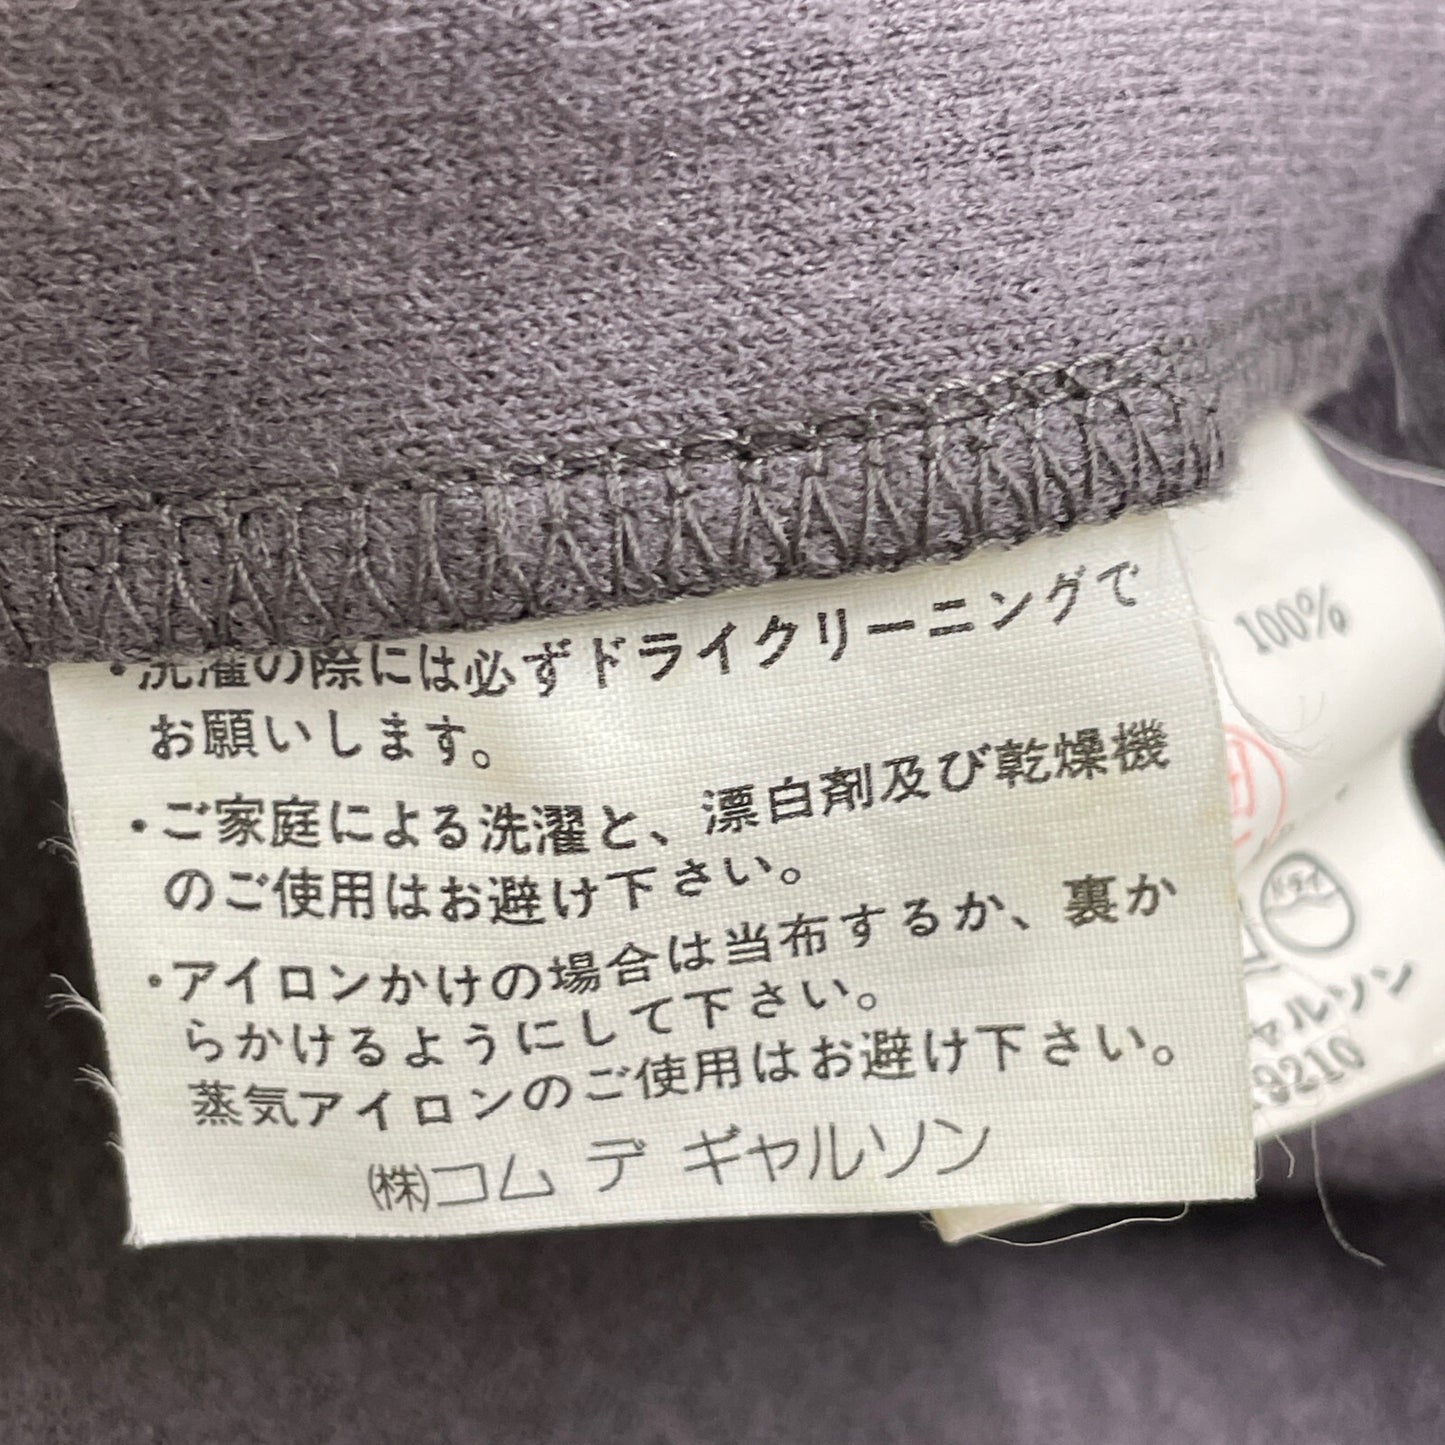 ・洗濯の際には必ずドライクリーニングで
お願いします。
・ご家庭による洗濯と、漂白剤及び乾燥機
のご使用はお避け下さい。
・アイロンかけの場合は当布するか、裏か
らかけるようにして下さい。
蒸気アイロンのご使用はお避け下さい。
㈱コム デ ギャルソン
100%
ドライ
ャルソン
9210